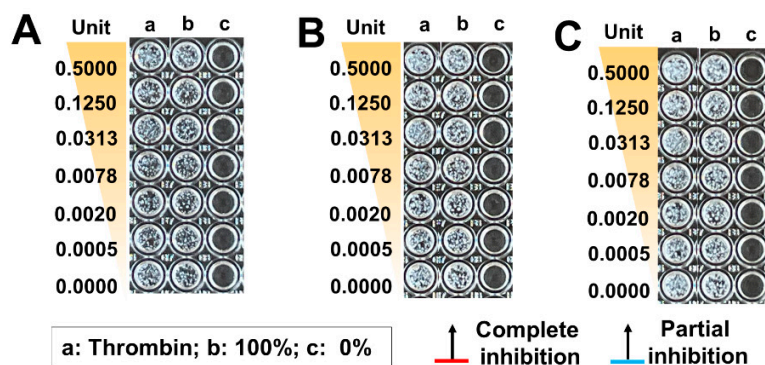 A
Unit a b c
0.5000
0.1250
0.0313
0.0078
0.0020
0.0005
0.0000
B
Unit a b c
0.5000
0.1250
0.0313
0.0078
0.0020
0.0005
0.0000
C
Unit a b c
0.5000
0.1250
0.0313
0.0078
0.0020
0.0005
0.0000
a: Thrombin; b: 100%; c: 0%
Complete
inhibition
Partial
inhibition